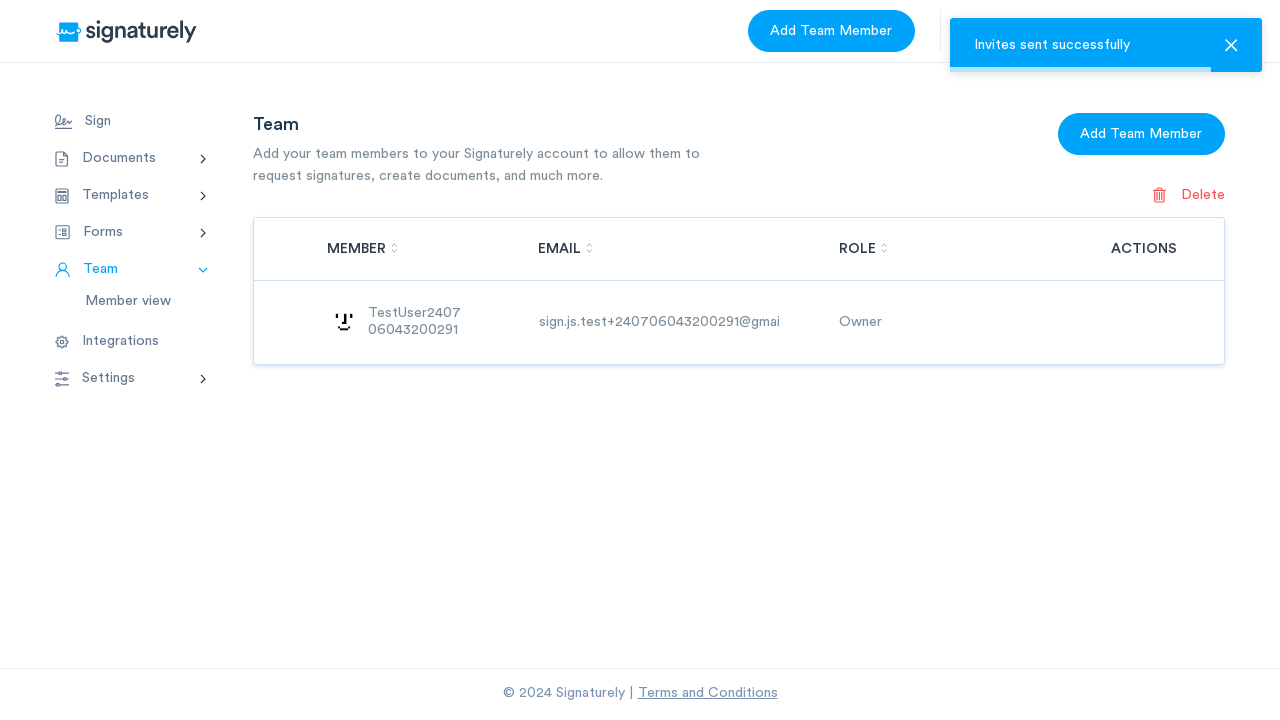 signaturely
Add Team Member
Invites sent successfully
Sign
Documents
Templates
Forms
Team
Member view
Integrations
Settings
Team
Add your team members to your Signaturely account to allow them to
request signatures, create documents, and much more.
Add Team Member
Delete
MEMBER EMAIL ROLE ACTIONS
TestUser2407
06043200291
sign.js.test+240706043200291@gmai
Owner
© 2024 Signaturely | Terms and Conditions